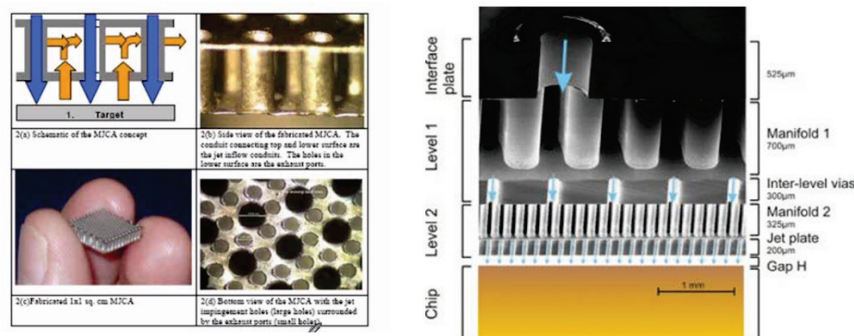 1. Target
2(a) Schematic of the MJCA concept
2(b) Side view of the fabricated MJCA. The
conduit connecting top and lower surface are
the jet inflow conduits. The holes in the
lower surface are the exhaust ports.
2(c)Fabricated 1x1 sq. cm MJCA
2(d) Bottom view of the MJCA with the jet
impingement holes (large holes) surrounded
by the exhaust ports (small holes)
Interface
plate
Level 1
Level 2
Chip
525µm
Manifold 1
700µm
Inter-level vias
300µm
Manifold 2
325µm
Jet plate
200µm
Gap H
1 mm